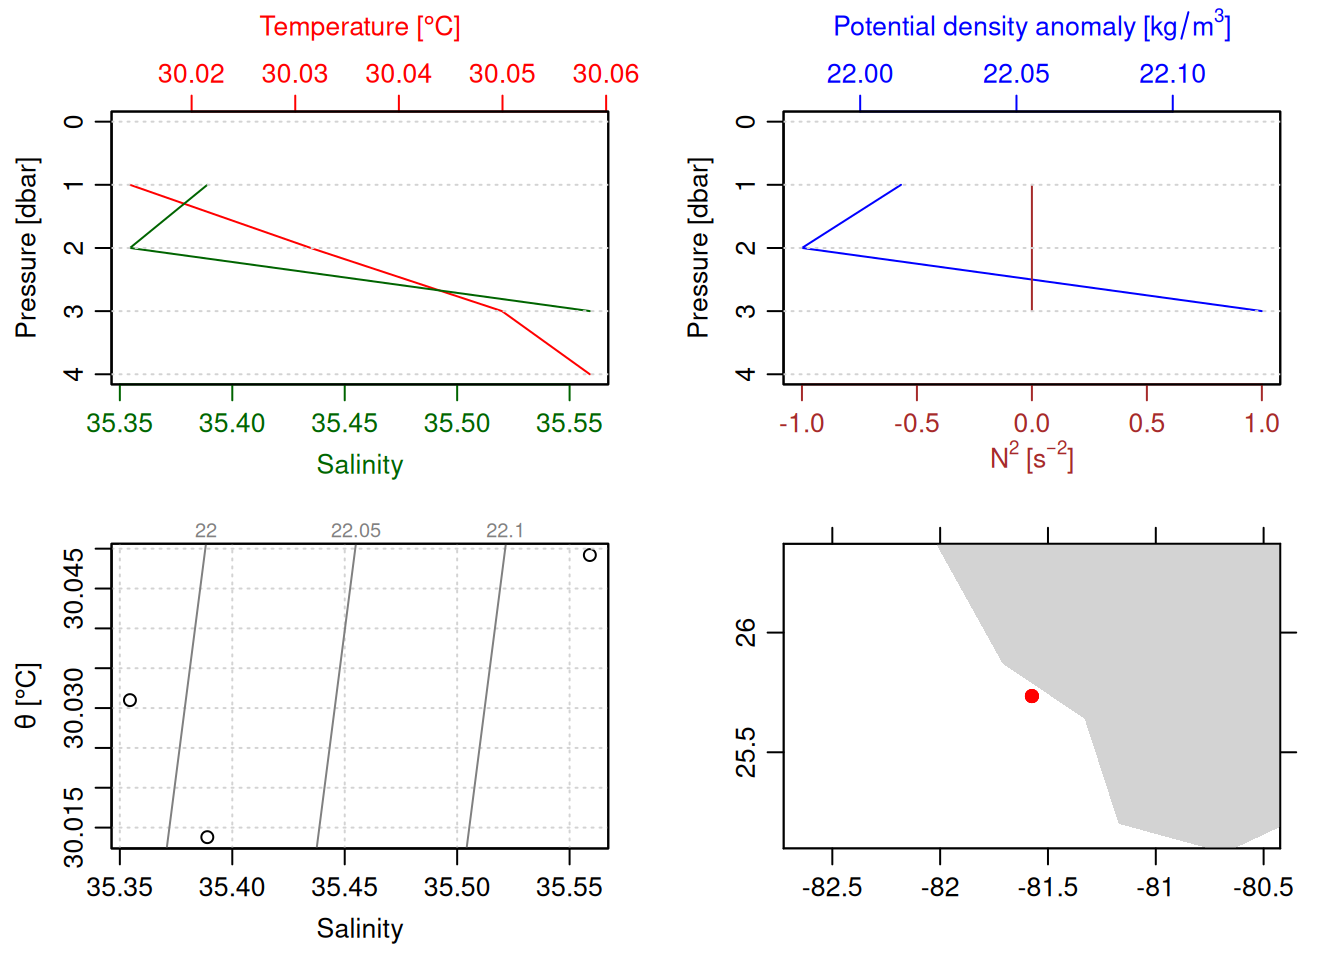 Temperature [°C]
30.02 30.03 30.04 30.05 30.06
0
1
2
3
4
Pressure [dbar]
35.35 35.40 35.45 35.50 35.55
Salinity
Potential density anomaly [kg/m³]
22.00 22.05 22.10
0
1
2
3
4
Pressure [dbar]
-1.0 -0.5 0.0 0.5 1.0
N² [s⁻²]
22 22.05 22.1
30.045
30.030
30.015
θ [°C]
35.35 35.40 35.45 35.50 35.55
Salinity
26
25.5
-82.5 -82 -81.5 -81 -80.5